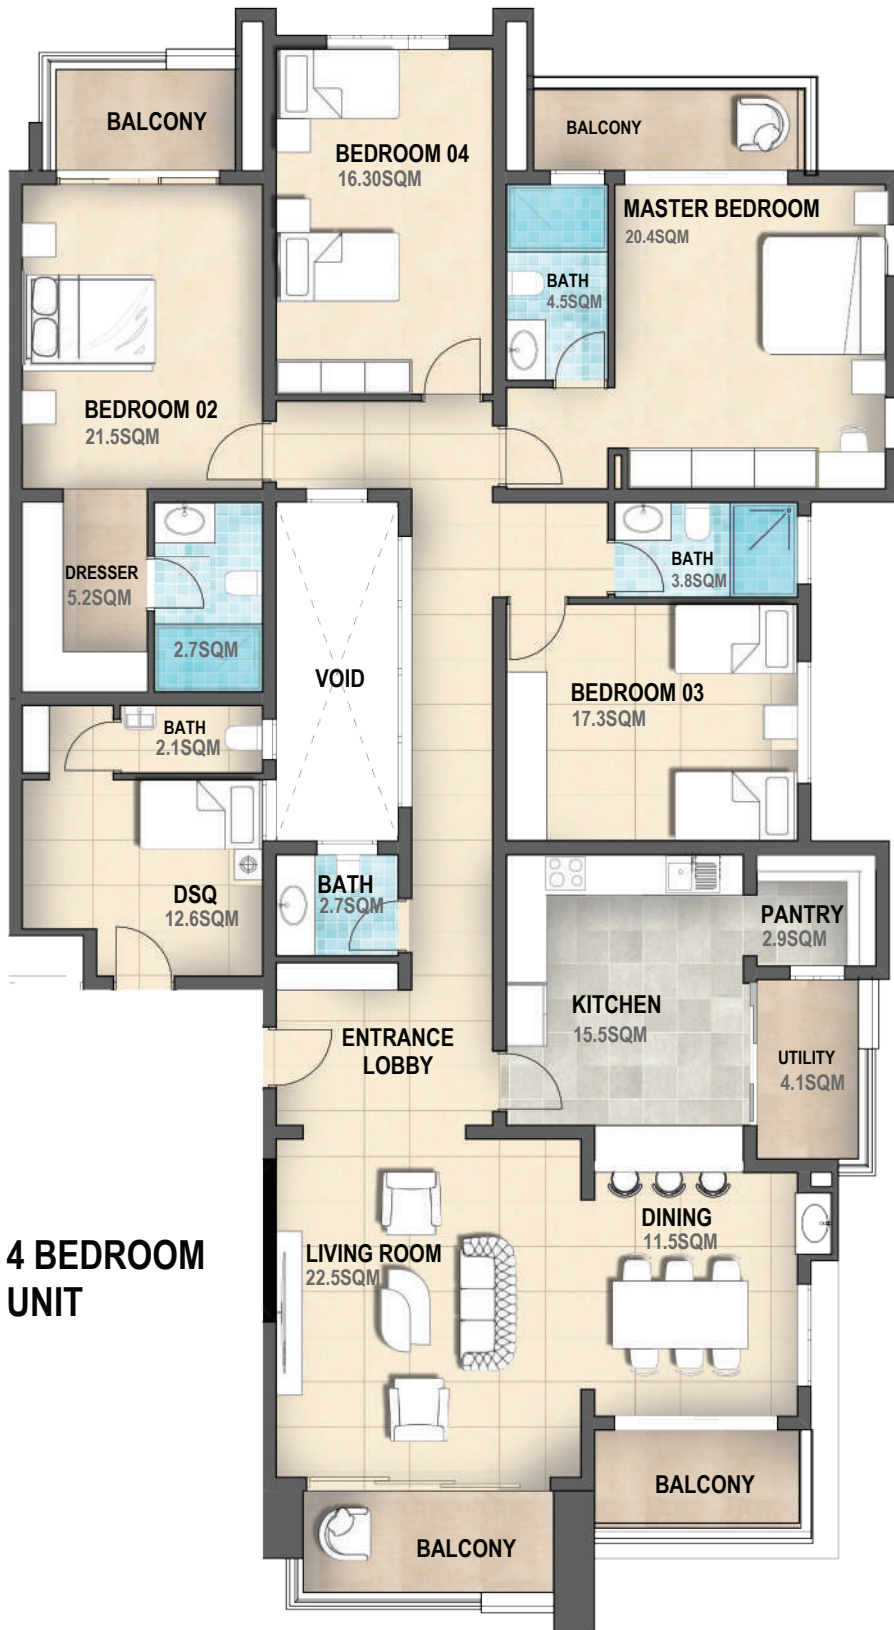 BALCONY
BEDROOM 04
16.30SQM
BALCONY
MASTER BEDROOM
20.4SQM
BATH
4.5SQM
BEDROOM 02
21.5SQM
DRESSER
5.2SQM
2.7SQM
BATH
3.8SQM
VOID
BEDROOM 03
17.3SQM
BATH
2.1SQM
DSQ
12.6SQM
BATH
2.7SQM
PANTRY
2.9SQM
KITCHEN
15.5SQM
ENTRANCE
LOBBY
UTILITY
4.1SQM
DINING
11.5SQM
LIVING ROOM
22.5SQM
4 BEDROOM
UNIT
BALCONY
BALCONY